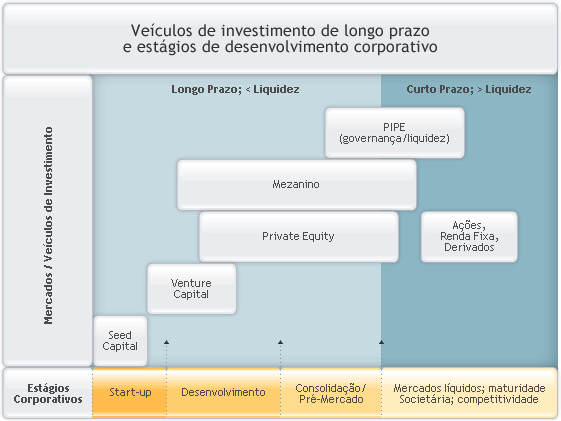 Veículos de investimento de longo prazo
e estágios de desenvolvimento corporativo
Mercados / Veículos de Investimento
Longo Prazo; < Liquidez
Curto Prazo; > Liquidez
PIPE
(governança/liquidez)
Mezanino
Private Equity
Ações,
Renda Fixa,
Derivados
Venture
Capital
Seed
Capital
Estágios
Corporativos
Start-up
Desenvolvimento
Consolidação/
Pré-Mercado
Mercados líquidos; maturidade
Societária; competitividade